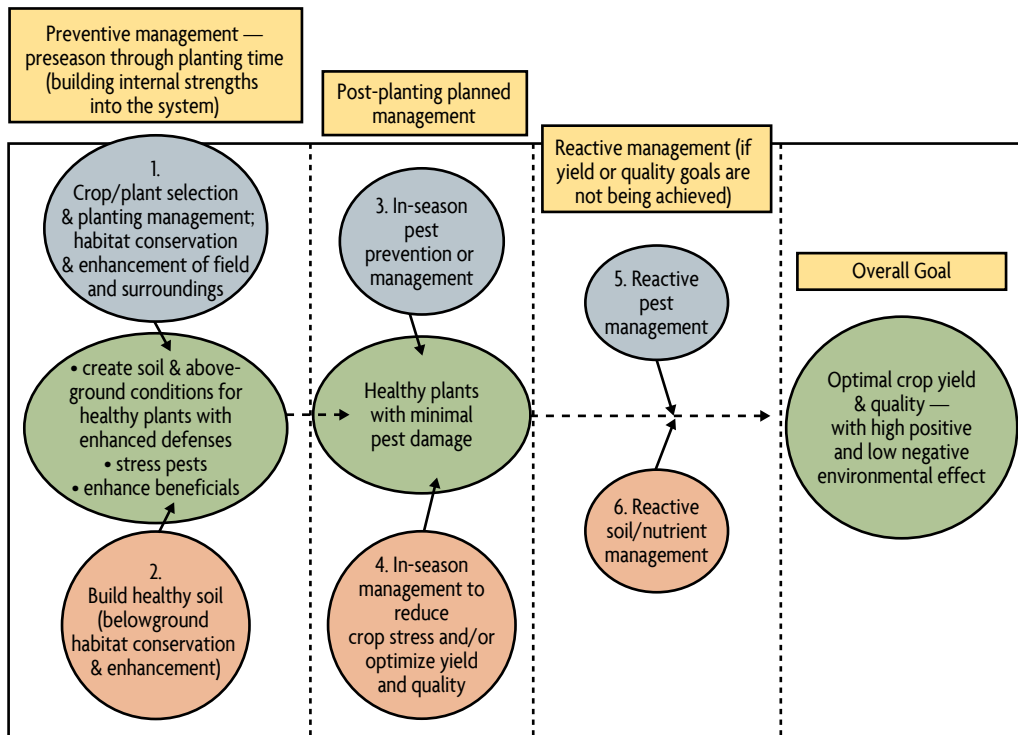 Preventive management —
preseason through planting time
(building internal strengths
into the system)
1.
Crop/plant selection
& planting management;
habitat conservation
& enhancement of field
and surroundings
• create soil & above-
ground conditions for
healthy plants with
enhanced defenses
• stress pests
• enhance beneficials
2.
Build healthy soil
(belowground
habitat conservation
& enhancement)
Post-planting planned
management
3. In-season
pest
prevention or
management
Healthy plants
with minimal
pest damage
4. In-season
management to
reduce
crop stress and/or
optimize yield
and quality
Reactive management (if
yield or quality goals are
not being achieved)
5. Reactive
pest
management
6. Reactive
soil/nutrient
management
Overall Goal
Optimal crop yield
& quality —
with high positive
and low negative
environmental effect